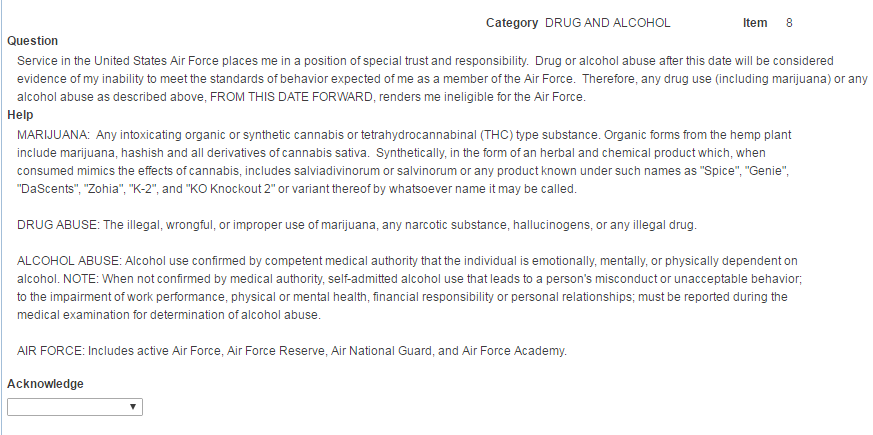 Category DRUG AND ALCOHOL Item 8
Question
Service in the United States Air Force places me in a position of special trust and responsibility. Drug or alcohol abuse after this date will be considered
evidence of my inability to meet the standards of behavior expected of me as a member of the Air Force. Therefore, any drug use (including marijuana) or any
alcohol abuse as described above, FROM THIS DATE FORWARD, renders me ineligible for the Air Force.
Help
MARIJUANA: Any intoxicating organic or synthetic cannabis or tetrahydrocannabinal (THC) type substance. Organic forms from the hemp plant
include marijuana, hashish and all derivatives of cannabis sativa. Synthetically, in the form of an herbal and chemical product which, when
consumed mimics the effects of cannabis, includes salviadivinorum or salvinorum or any product known under such names as "Spice", "Genie",
"DaScents", "Zohia", "K-2", and "KO Knockout 2" or variant thereof by whatsoever name it may be called.
DRUG ABUSE: The illegal, wrongful, or improper use of marijuana, any narcotic substance, hallucinogens, or any illegal drug.
ALCOHOL ABUSE: Alcohol use confirmed by competent medical authority that the individual is emotionally, mentally, or physically dependent on
alcohol. NOTE: When not confirmed by medical authority, self-admitted alcohol use that leads to a person's misconduct or unacceptable behavior;
to the impairment of work performance, physical or mental health, financial responsibility or personal relationships; must be reported during the
medical examination for determination of alcohol abuse.
AIR FORCE: Includes active Air Force, Air Force Reserve, Air National Guard, and Air Force Academy.
Acknowledge